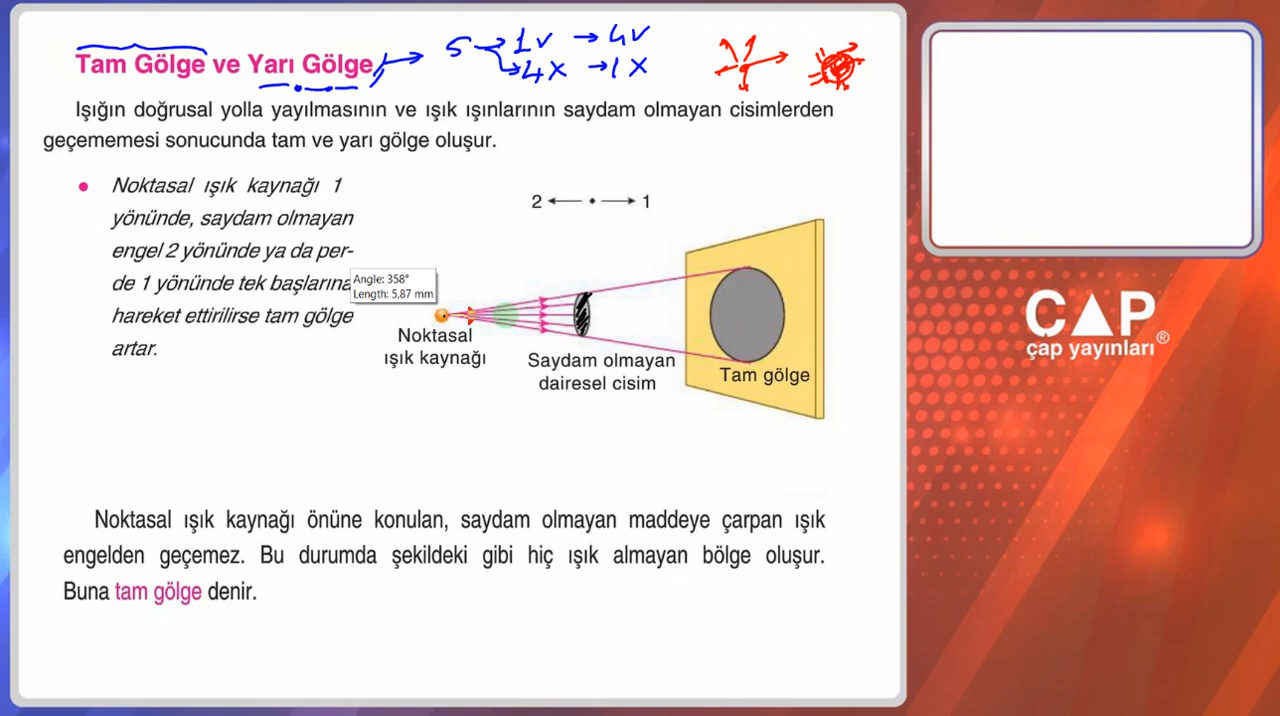 Tam Gölge ve Yarı Gölge
5 → 1 v → 4v
→ 4 X → 1 X
Işığın doğrusal yolla yayılmasının ve ışık ışınlarının saydam olmayan cisimlerden
geçememesi sonucunda tam ve yarı gölge oluşur.
• Noktasal ışık kaynağı 1
yönünde, saydam olmayan
engel 2 yönünde ya da per-
de 1 yönünde tek başlarına
hareket ettirilirse tam gölge
artar.
2 ← • → 1
Angle: 358°
Length: 5,87 mm
Noktasal
ışık kaynağı
Saydam olmayan
dairesel cisim
Tam gölge
Noktasal ışık kaynağı önüne konulan, saydam olmayan maddeye çarpan ışık
engelden geçemez. Bu durumda şekildeki gibi hiç ışık almayan bölge oluşur.
Buna tam gölge denir.
ÇAP
çap yayınları®